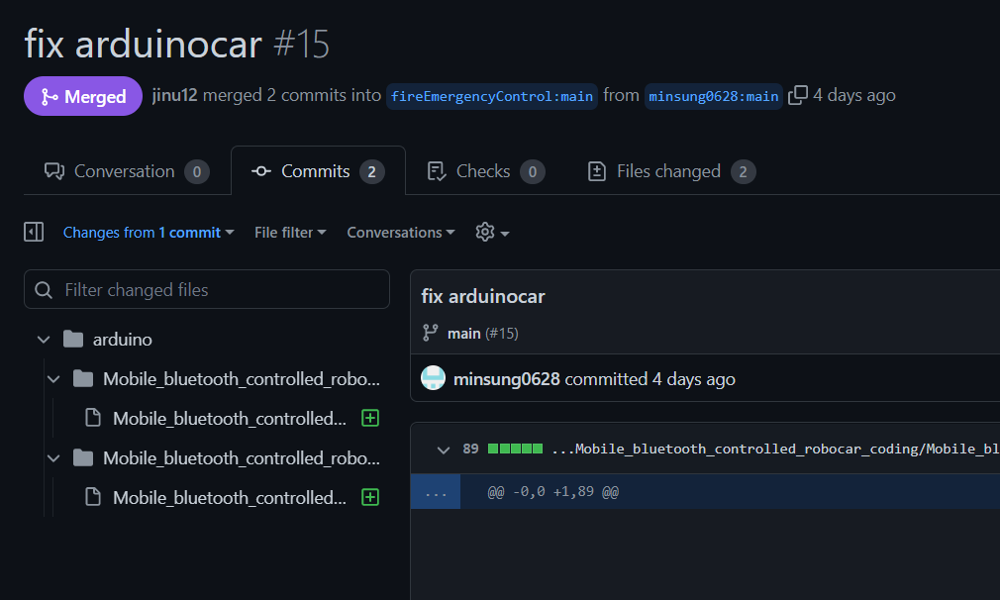 fix arduinocar #15
Merged jinu12 merged 2 commits into fireEmergencyControl:main from minsung0628:main 4 days ago
Conversation 0 Commits 2 Checks 0 Files changed 2
Changes from 1 commit File filter Conversations
Filter changed files
fix arduinocar
main (#15)
arduino
Mobile_bluetooth_controlled_robo...
minsung0628 committed 4 days ago
Mobile_bluetooth_controlled...
Mobile_bluetooth_controlled_robo...
89 ...Mobile_bluetooth_controlled_robocar_coding/Mobile_bl
Mobile_bluetooth_controlled...
... @@ -0,0 +1,89 @@